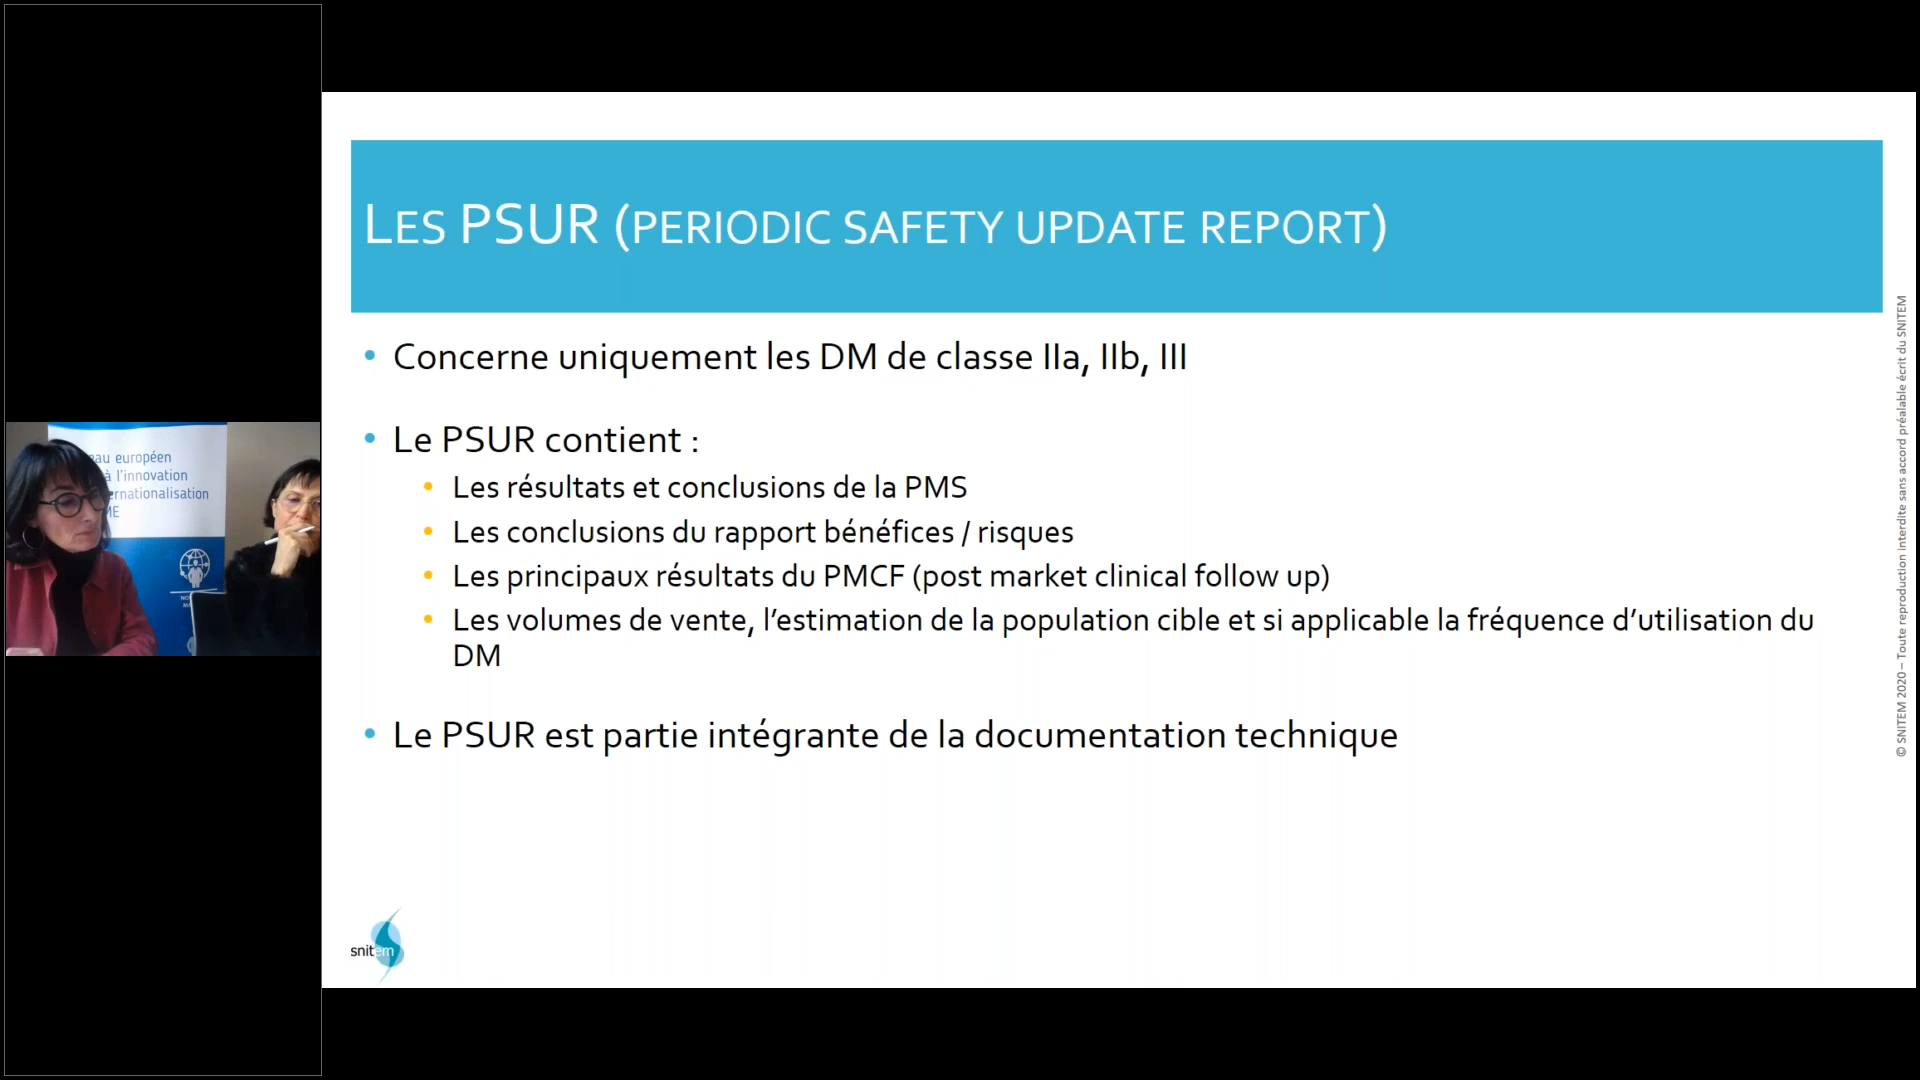 LES PSUR (PERIODIC SAFETY UPDATE REPORT)
• Concerne uniquement les DM de classe IIa, IIb, III
• Le PSUR contient :
• Les résultats et conclusions de la PMS
• Les conclusions du rapport bénéfices / risques
• Les principaux résultats du PMCF (post market clinical follow up)
• Les volumes de vente, l’estimation de la population cible et si applicable la fréquence d’utilisation du
DM
• Le PSUR est partie intégrante de la documentation technique
© SNITEM 2020 – Toute reproduction interdite sans accord préalable écrit du SNITEM
snitem
eau européen
à l'innovation
ernationalisation
ME